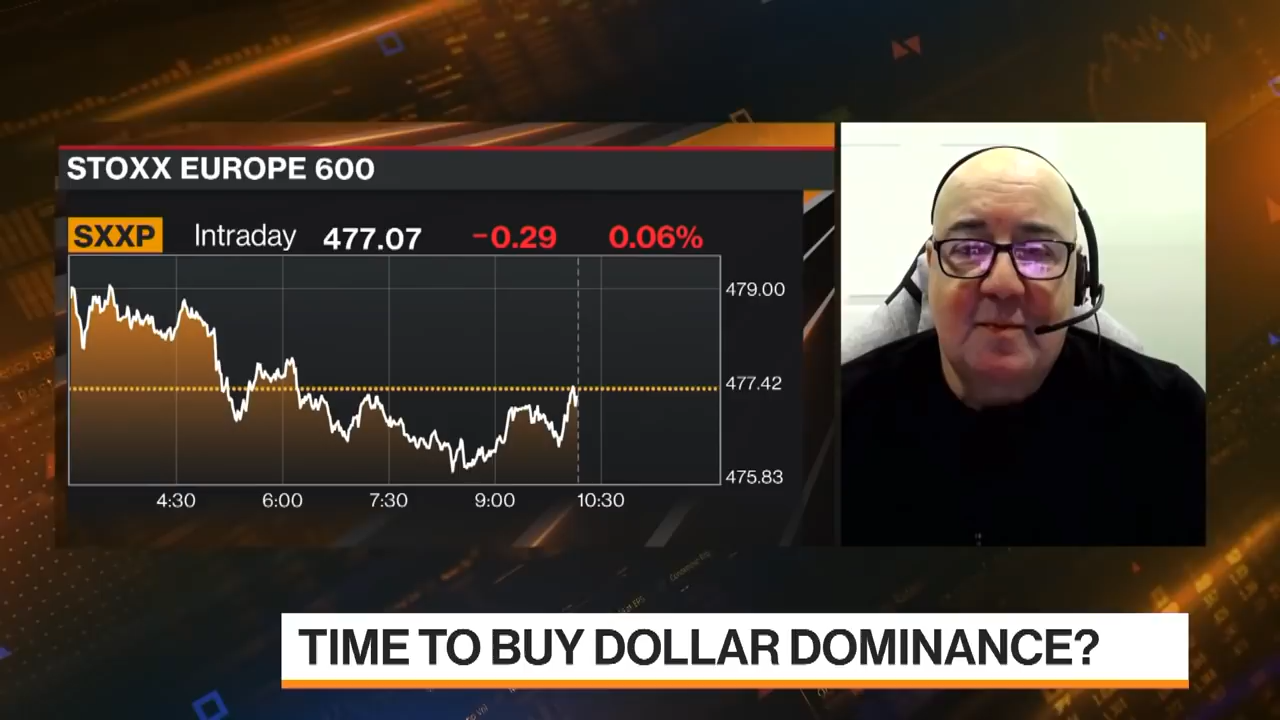 STOXX EUROPE 600
SXXP Intraday 477.07 -0.29 0.06%
479.00
477.42
475.83
4:30 6:00 7:30 9:00 10:30
TIME TO BUY DOLLAR DOMINANCE?